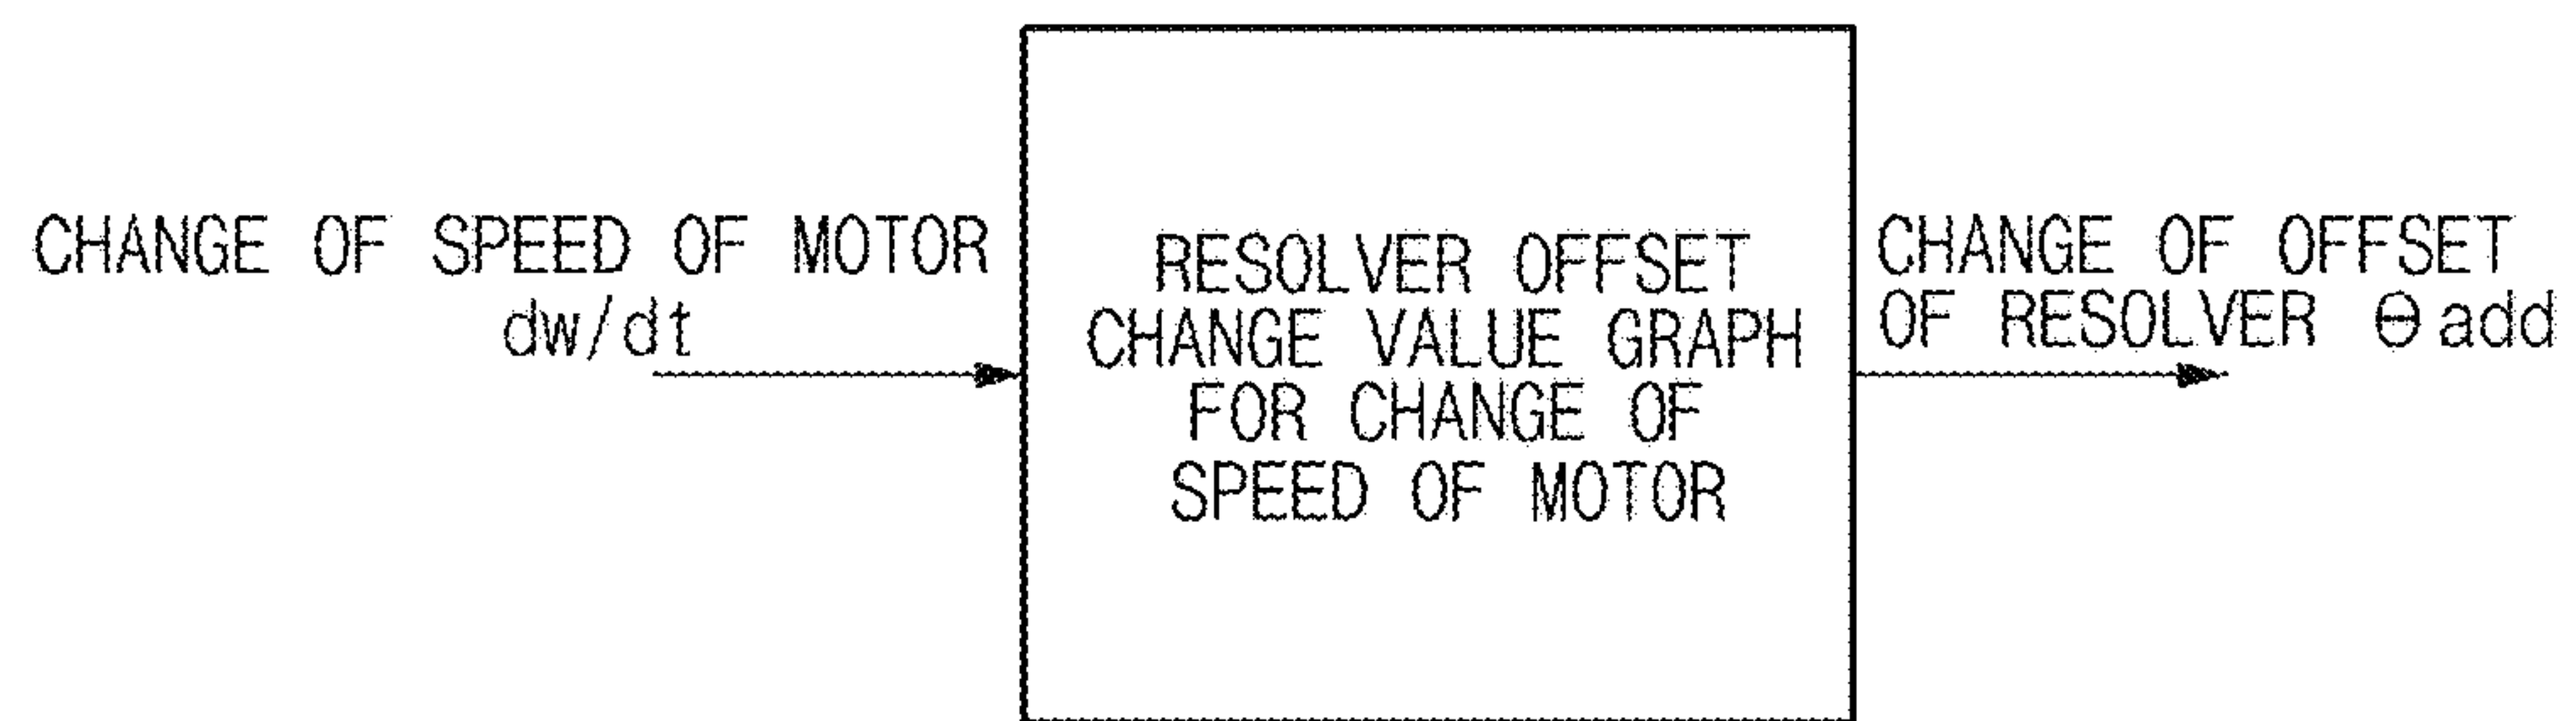 CHANGE OF SPEED OF MOTOR
dw/dt
RESOLVER OFFSET
CHANGE VALUE GRAPH
FOR CHANGE OF
SPEED OF MOTOR
CHANGE OF OFFSET
OF RESOLVER Θ add